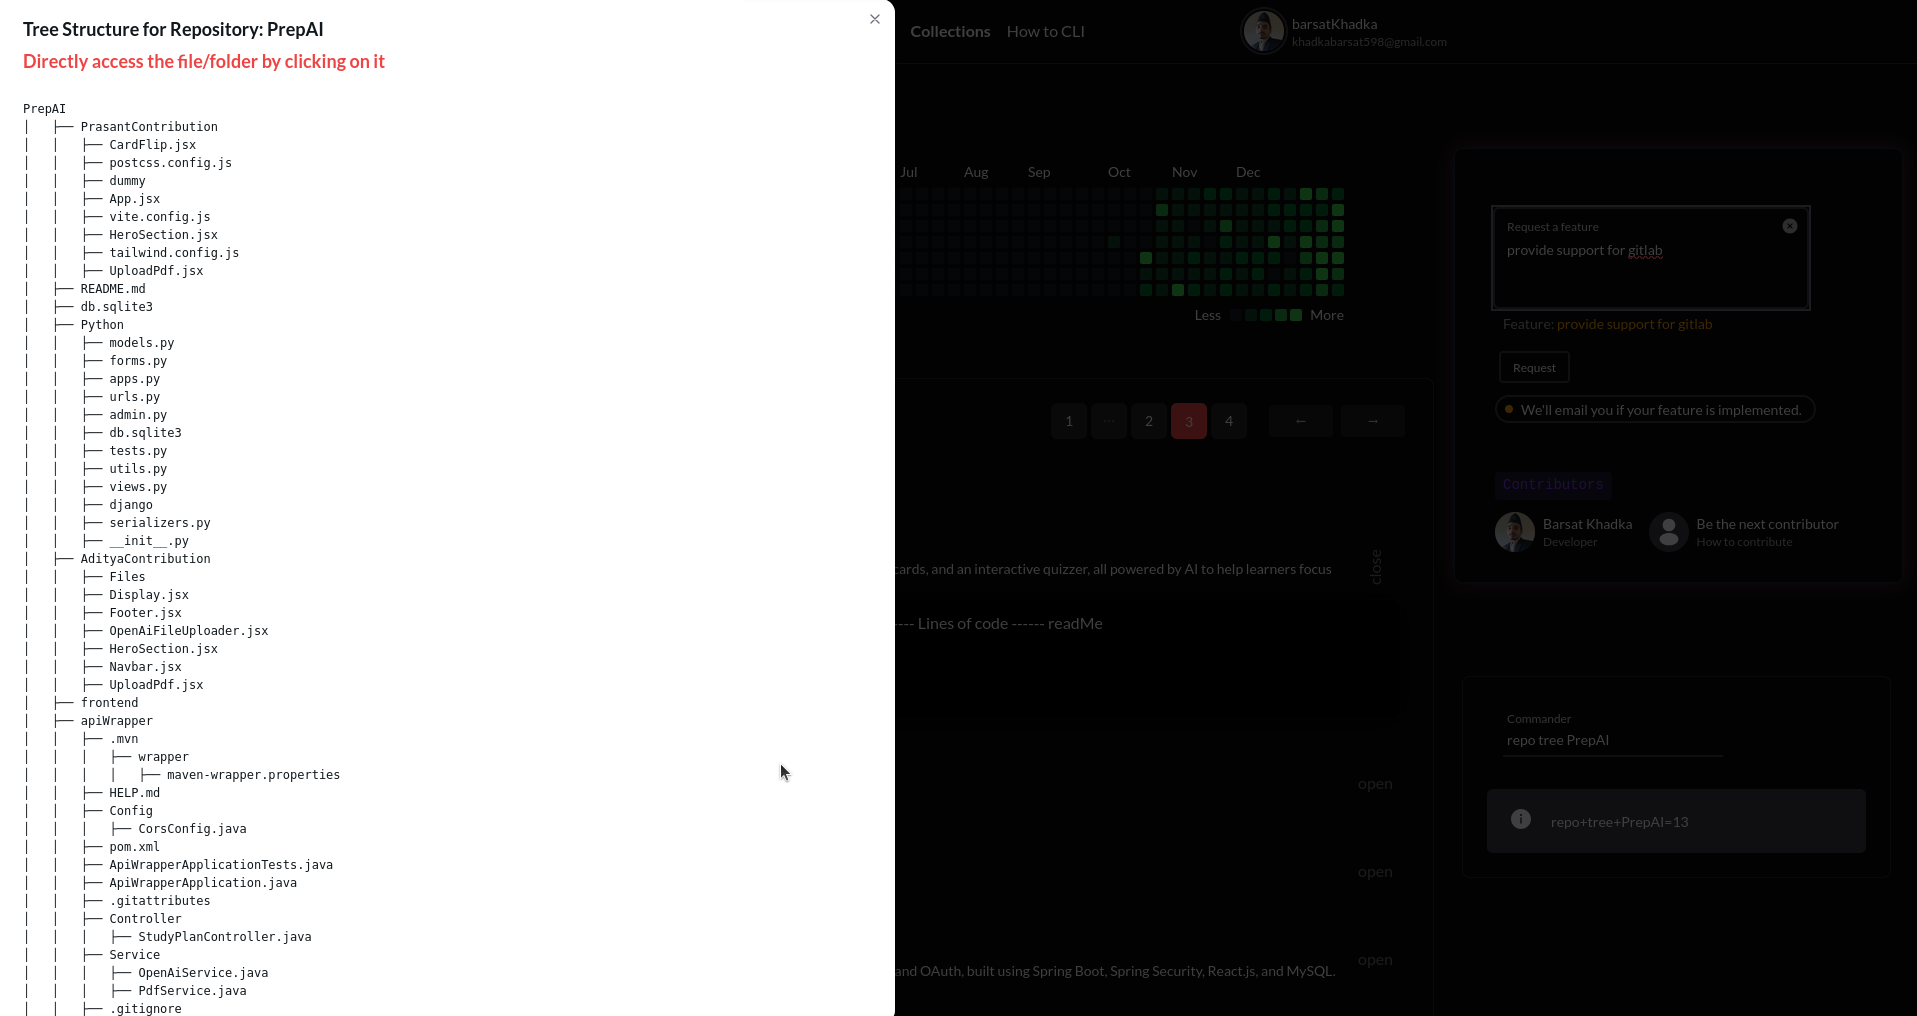 Tree Structure for Repository: PrepAI
Directly access the file/folder by clicking on it
PrepAI
│   ├── PrasantContribution
│   │   ├── CardFlip.jsx
│   │   ├── postcss.config.js
│   │   ├── dummy
│   │   ├── App.jsx
│   │   ├── vite.config.js
│   │   ├── HeroSection.jsx
│   │   ├── tailwind.config.js
│   │   ├── UploadPdf.jsx
│   ├── README.md
│   ├── db.sqlite3
│   ├── Python
│   │   ├── models.py
│   │   ├── forms.py
│   │   ├── apps.py
│   │   ├── urls.py
│   │   ├── admin.py
│   │   ├── db.sqlite3
│   │   ├── tests.py
│   │   ├── utils.py
│   │   ├── views.py
│   │   ├── django
│   │   ├── serializers.py
│   │   ├── __init__.py
│   ├── AdityaContribution
│   │   ├── Files
│   │   ├── Display.jsx
│   │   ├── Footer.jsx
│   │   ├── OpenAiFileUploader.jsx
│   │   ├── HeroSection.jsx
│   │   ├── Navbar.jsx
│   │   ├── UploadPdf.jsx
│   ├── frontend
│   ├── apiWrapper
│   │   ├── .mvn
│   │   │   ├── wrapper
│   │   │   │   ├── maven-wrapper.properties
│   │   ├── HELP.md
│   │   ├── Config
│   │   │   ├── CorsConfig.java
│   │   ├── pom.xml
│   │   ├── ApiWrapperApplicationTests.java
│   │   ├── ApiWrapperApplication.java
│   │   ├── .gitattributes
│   │   ├── Controller
│   │   │   ├── StudyPlanController.java
│   │   ├── Service
│   │   │   ├── OpenAiService.java
│   │   │   ├── PdfService.java
│   │   ├── .gitignore
Collections How to CLI
barsatKhadka
khadkabarsat598@gmail.com
Jul Aug Sep Oct Nov Dec
Less More
1 ... 2 3 4 ← →
cards, and an interactive quizzer, all powered by AI to help learners focus
close
---- Lines of code ------ readMe
open
open
open
and OAuth, built using Spring Boot, Spring Security, React.js, and MySQL.
Request a feature
provide support for gitlab
Feature: provide support for gitlab
Request
We'll email you if your feature is implemented.
Contributors
Barsat Khadka
Developer
Be the next contributor
How to contribute
Commander
repo tree PrepAI
repo+tree+PrepAI=13